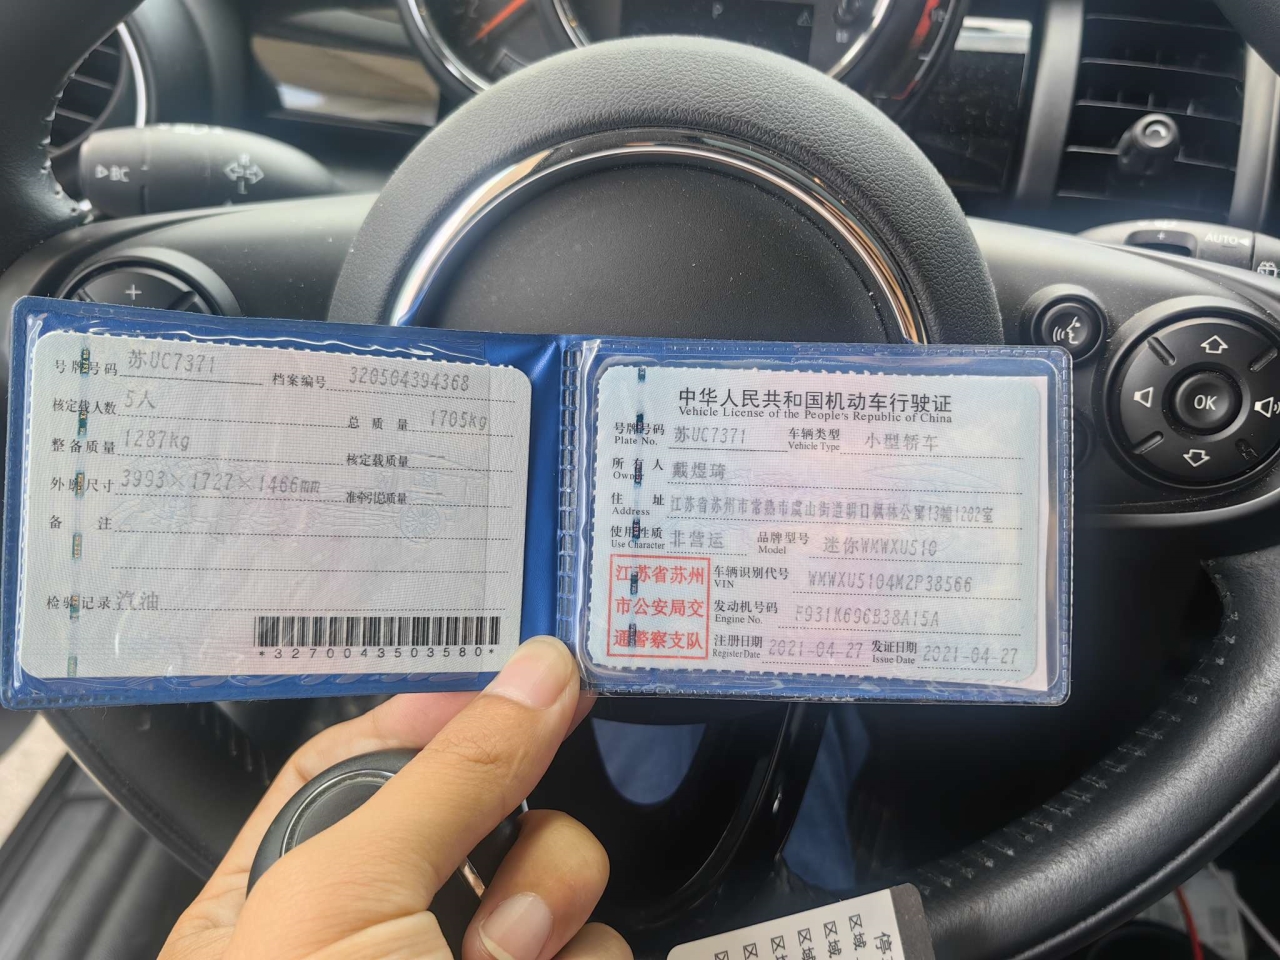 号牌号码 苏UC7371 档案编号 320504394368
核定载人数 5人 总质量 1705kg
整备质量 1287kg 核定载质量 —
外廓尺寸 3993×1727×1466mm 准牵引总质量 —
备注
检验记录 汽油
*3270043503580*
中华人民共和国机动车行驶证
Vehicle License of the People's Republic of China
号牌号码 苏UC7371 车辆类型 小型轿车
Plate No. Vehicle Type
所有人 戴煜琦
Owner
住址 江苏省苏州市常熟市虞山街道明日枫林公寓13幢1202室
Address
使用性质 非营运 品牌型号 迷你WMWXU510
Use Character Model
江苏省苏州
市公安局交
通警察支队
车辆识别代号 WMWXU5104M2P38566
VIN
发动机号码 F931K696B38A15A
Engine No.
注册日期 2021-04-27 发证日期 2021-04-27
Register Date Issue Date
BC
R
L
P
AUTO
OK
+
停
区域
区域
区域
区域